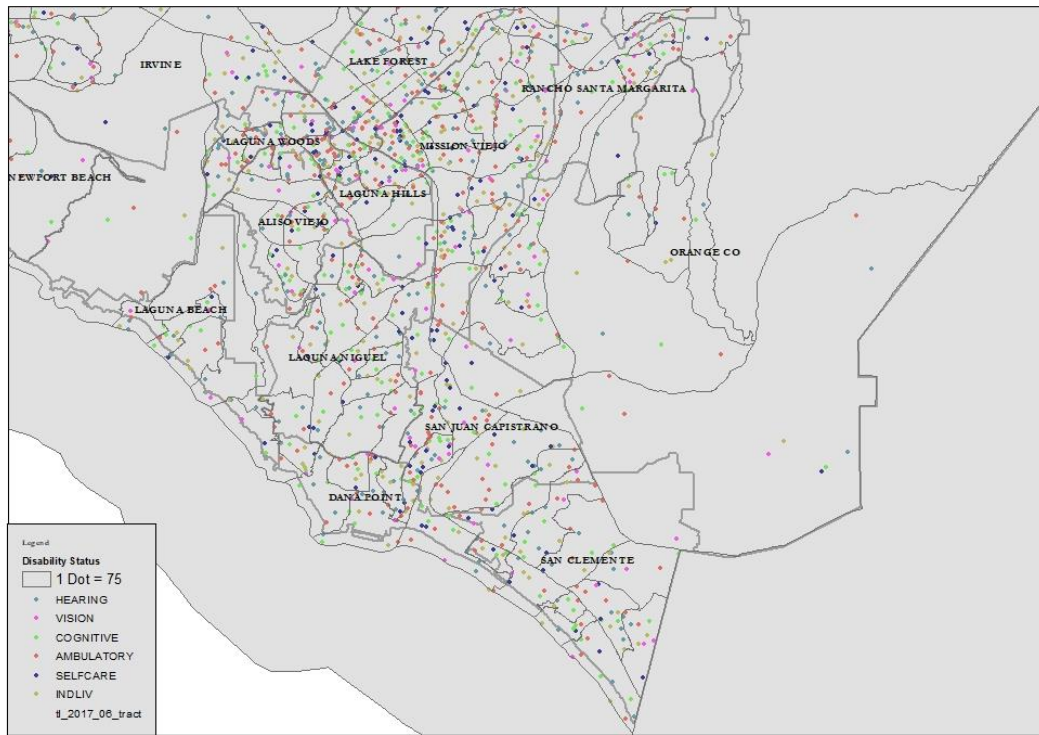 IRVINE
LAKE FOREST
RANCHO SANTA MARGARITA
LAGUNA WOODS
MISSION VIEJO
NEWPORT BEACH
LAGUNA HILLS
ALISO VIEJO
ORANGE CO
LAGUNA BEACH
LAGUNA NIGUEL
SAN JUAN CAPISTRANO
DANA POINT
SAN CLEMENTE
Legend
Disability Status
1 Dot = 75
HEARING
VISION
COGNITIVE
AMBULATORY
SELFCARE
INDLIV
tl_2017_06_tract